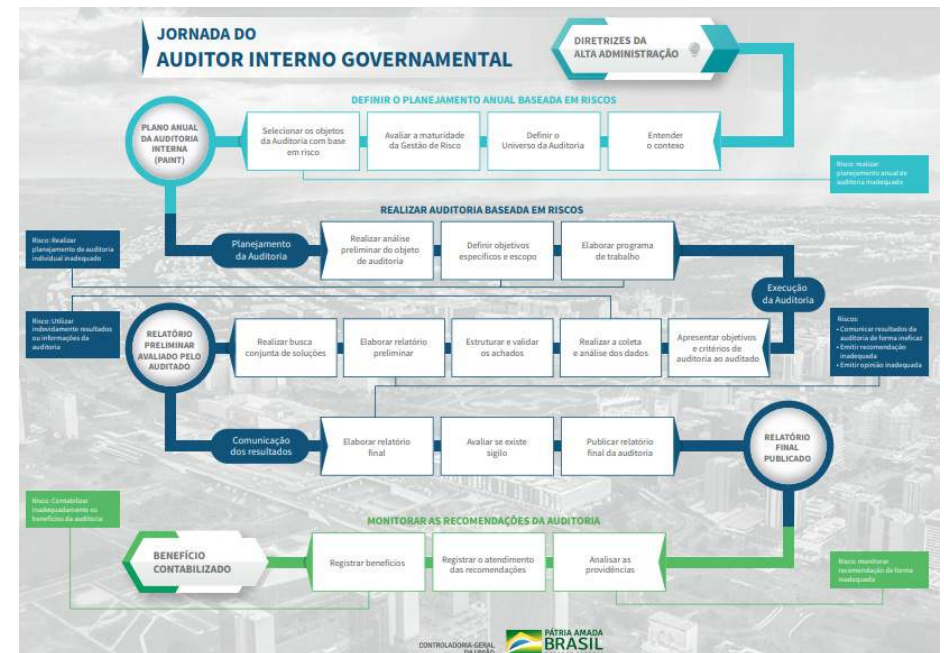 JORNADA DO
AUDITOR INTERNO GOVERNAMENTAL
DIRETRIZES DA
ALTA ADMINISTRAÇÃO
DEFINIR O PLANEJAMENTO ANUAL BASEADA EM RISCOS
PLANO ANUAL
DA AUDITORIA
INTERNA
(PAINT)
Selecionar os objetos
da Auditoria com base
em risco
Avaliar a maturidade
da Gestão de Risco
Definir o
Universo da Auditoria
Entender
o contexo
Risco: realizar
planejamento anual de
auditoria inadequado
REALIZAR AUDITORIA BASEADA EM RISCOS
Risco: Realizar
planejamento de auditoria
individual inadequado
Planejamento
da Auditoria
Realizar análise
preliminar do objeto
de auditoria
Definir objetivos
específicos e escopo
Elaborar programa
de trabalho
Execução
da Auditoria
Risco: Utilizar
indevidamente resultados
ou informações da
auditoria
RELATÓRIO
PRELIMINAR
AVALIADO PELO
AUDITADO
Realizar busca
conjunta de soluções
Elaborar relatório
preliminar
Estruturar e validar
os achados
Realizar a coleta
e análise dos dados
Apresentar objetivos
e critérios de
auditoria ao auditado
Riscos:
• Comunicar resultados da
auditoria de forma ineficaz
• Emitir recomendação
inadequada
• Emitir opinião inadequada
Comunicação
dos resultados
Elaborar relatório
final
Avaliar se existe
sigilo
Publicar relatório
final da auditoria
RELATÓRIO
FINAL
PUBLICADO
Risco: Contabilizar
inadequadamente os
benefícios da auditoria
MONITORAR AS RECOMENDAÇÕES DA AUDITORIA
BENEFÍCIO
CONTABILIZADO
Registrar benefícios
Registrar o atendimento
das recomendações
Analisar as
providências
Risco: monitorar
recomendação de forma
inadequada
CONTROLADORIA-GERAL
DA UNIÃO
PÁTRIA AMADA
BRASIL